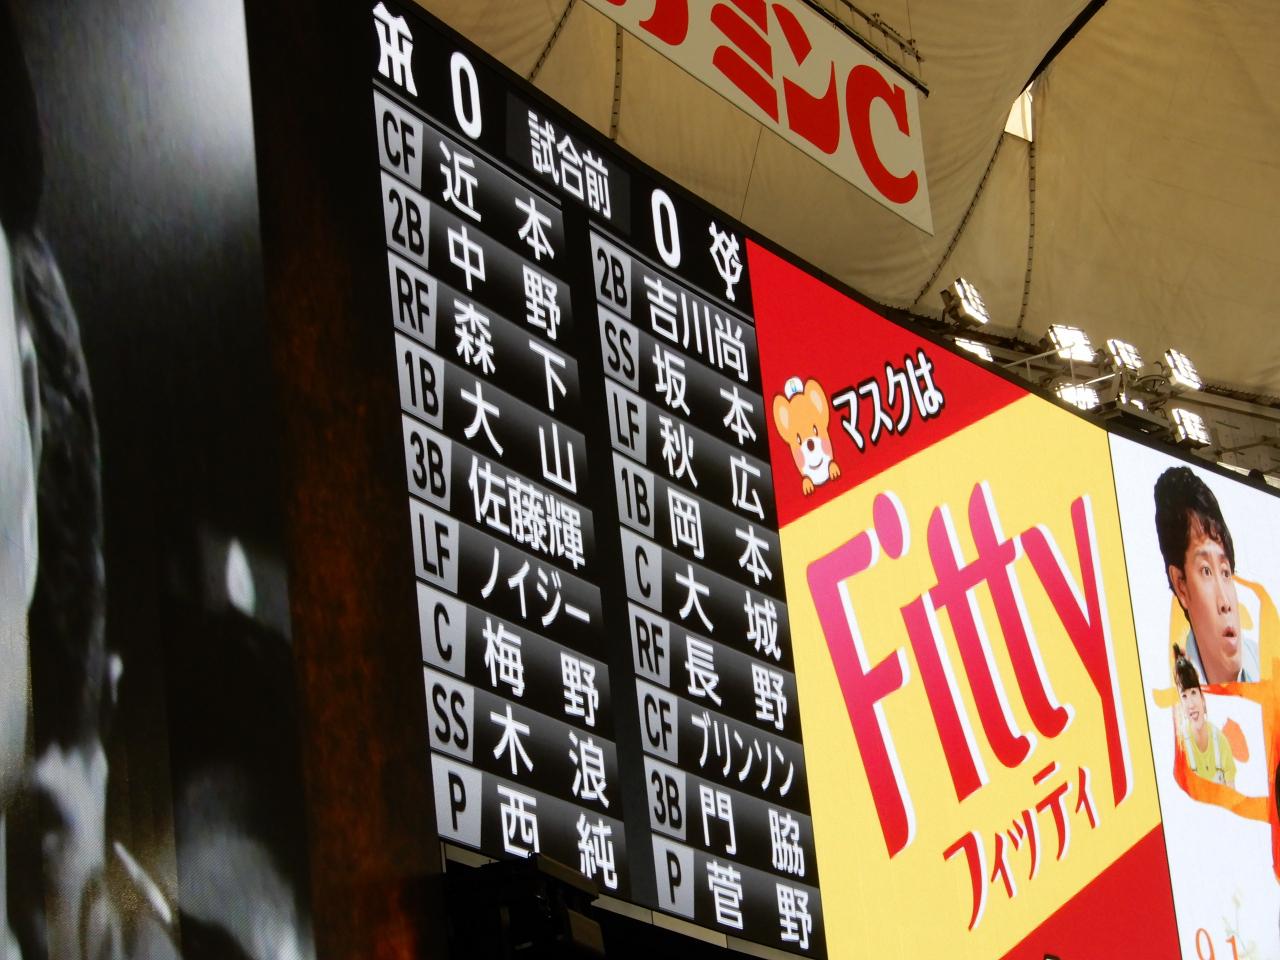 ミンC
0 試合前 0
CF 近本
2B 中野
RF 森下
1B 大山
3B 佐藤輝
LF ノイジー
C 梅野
SS 木浪
P 西純
2B 吉川尚
SS 坂本
LF 秋広
1B 岡本
C 大城
RF 長野
CF ブリンソン
3B 門脇
P 菅野
マスクは
Fitty
フィッティ